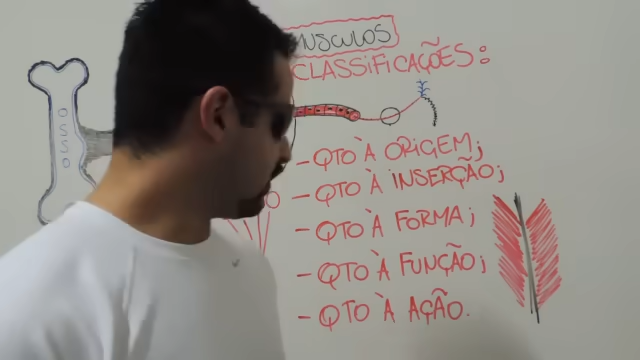 MÚSCULOS
CLASSIFICAÇÕES:
OSSO
-QTO À ORIGEM;
-QTO À INSERÇÃO;
-QTO À FORMA;
-QTO À FUNÇÃO;
-QTO À AÇÃO.